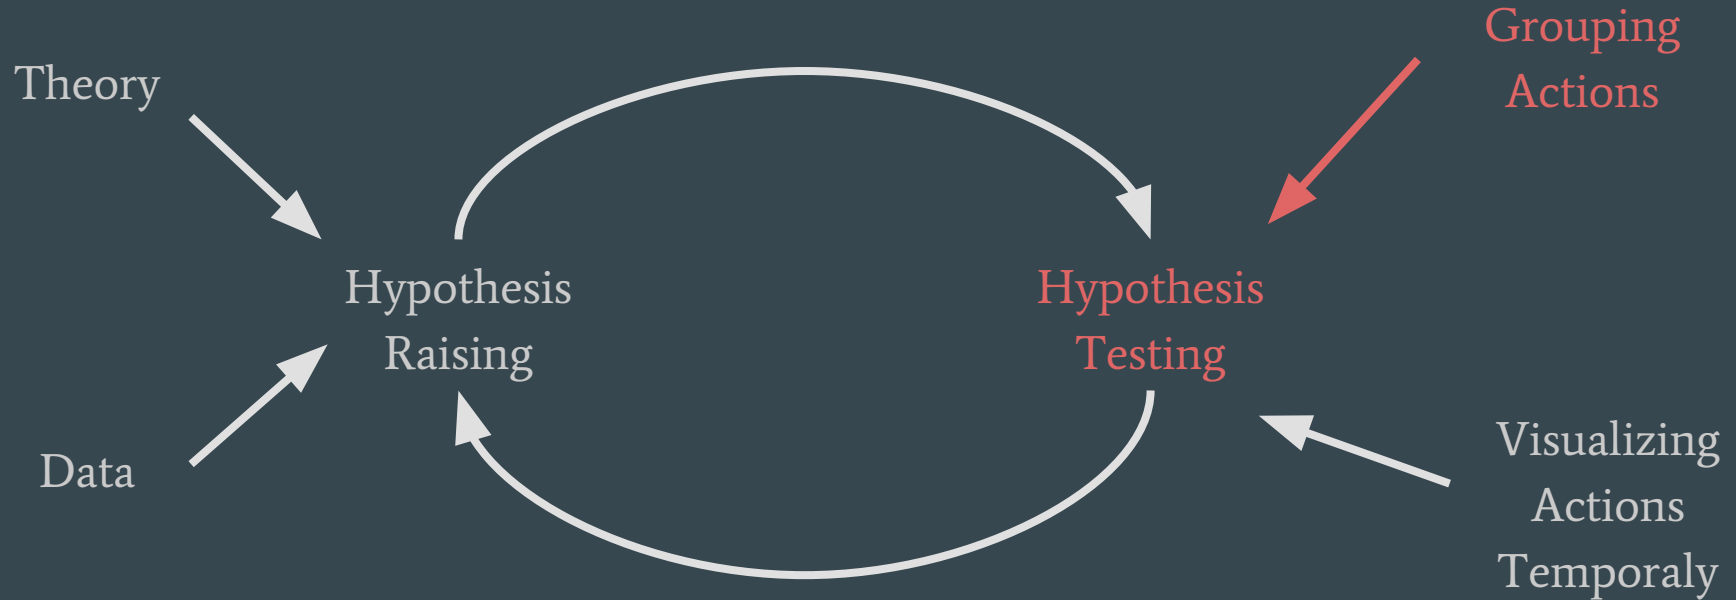 Theory
Data
Hypothesis
Raising
Hypothesis
Testing
Grouping
Actions
Visualizing
Actions
Temporaly